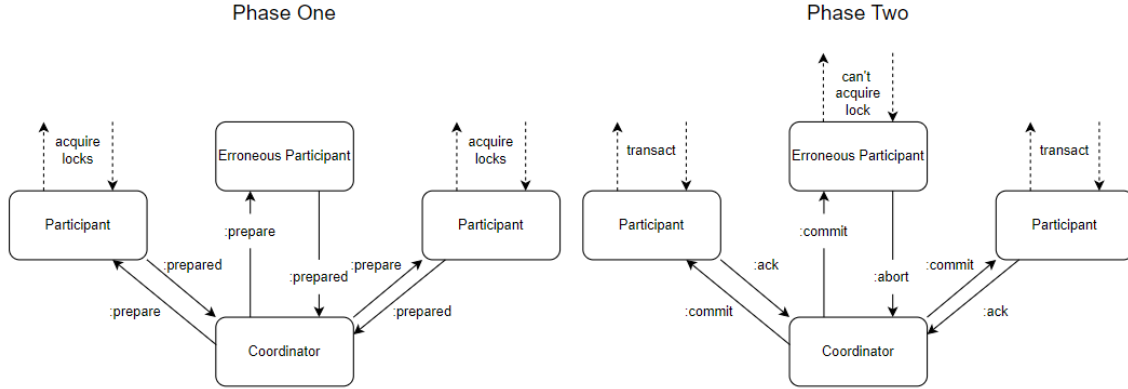 Phase One
Phase Two
acquire
locks
Erroneous Participant
acquire
locks
Participant
Participant
:prepare
:prepared
:prepared
:prepare
:prepare
:prepared
Coordinator
can't
acquire
lock
transact
Erroneous Participant
transact
Participant
Participant
:commit
:ack
:abort
:commit
:commit
:ack
Coordinator